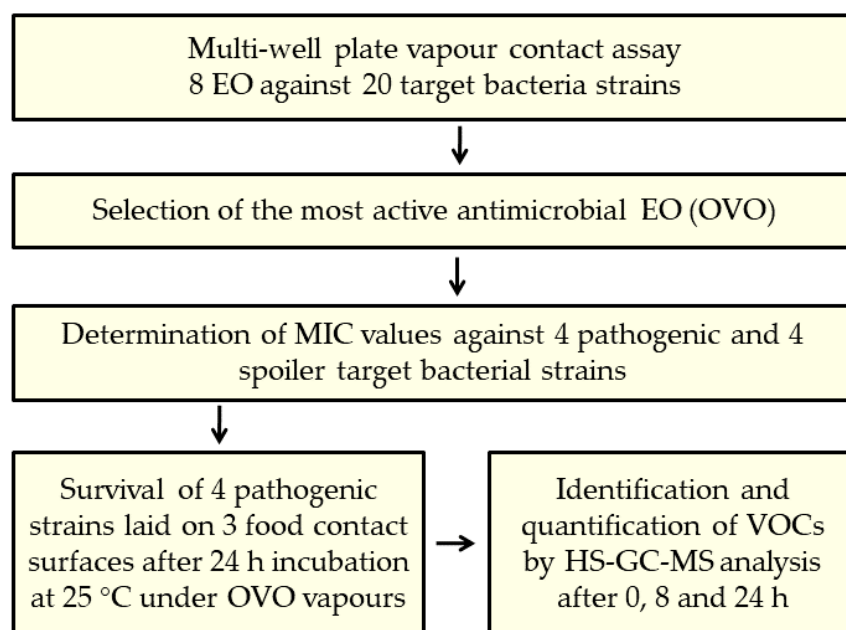 Multi-well plate vapour contact assay
8 EO against 20 target bacteria strains
Selection of the most active antimicrobial EO (OVO)
Determination of MIC values against 4 pathogenic and 4
spoiler target bacterial strains
Survival of 4 pathogenic
strains laid on 3 food contact
surfaces after 24 h incubation
at 25 °C under OVO vapours
Identification and
quantification of VOCs
by HS-GC-MS analysis
after 0, 8 and 24 h